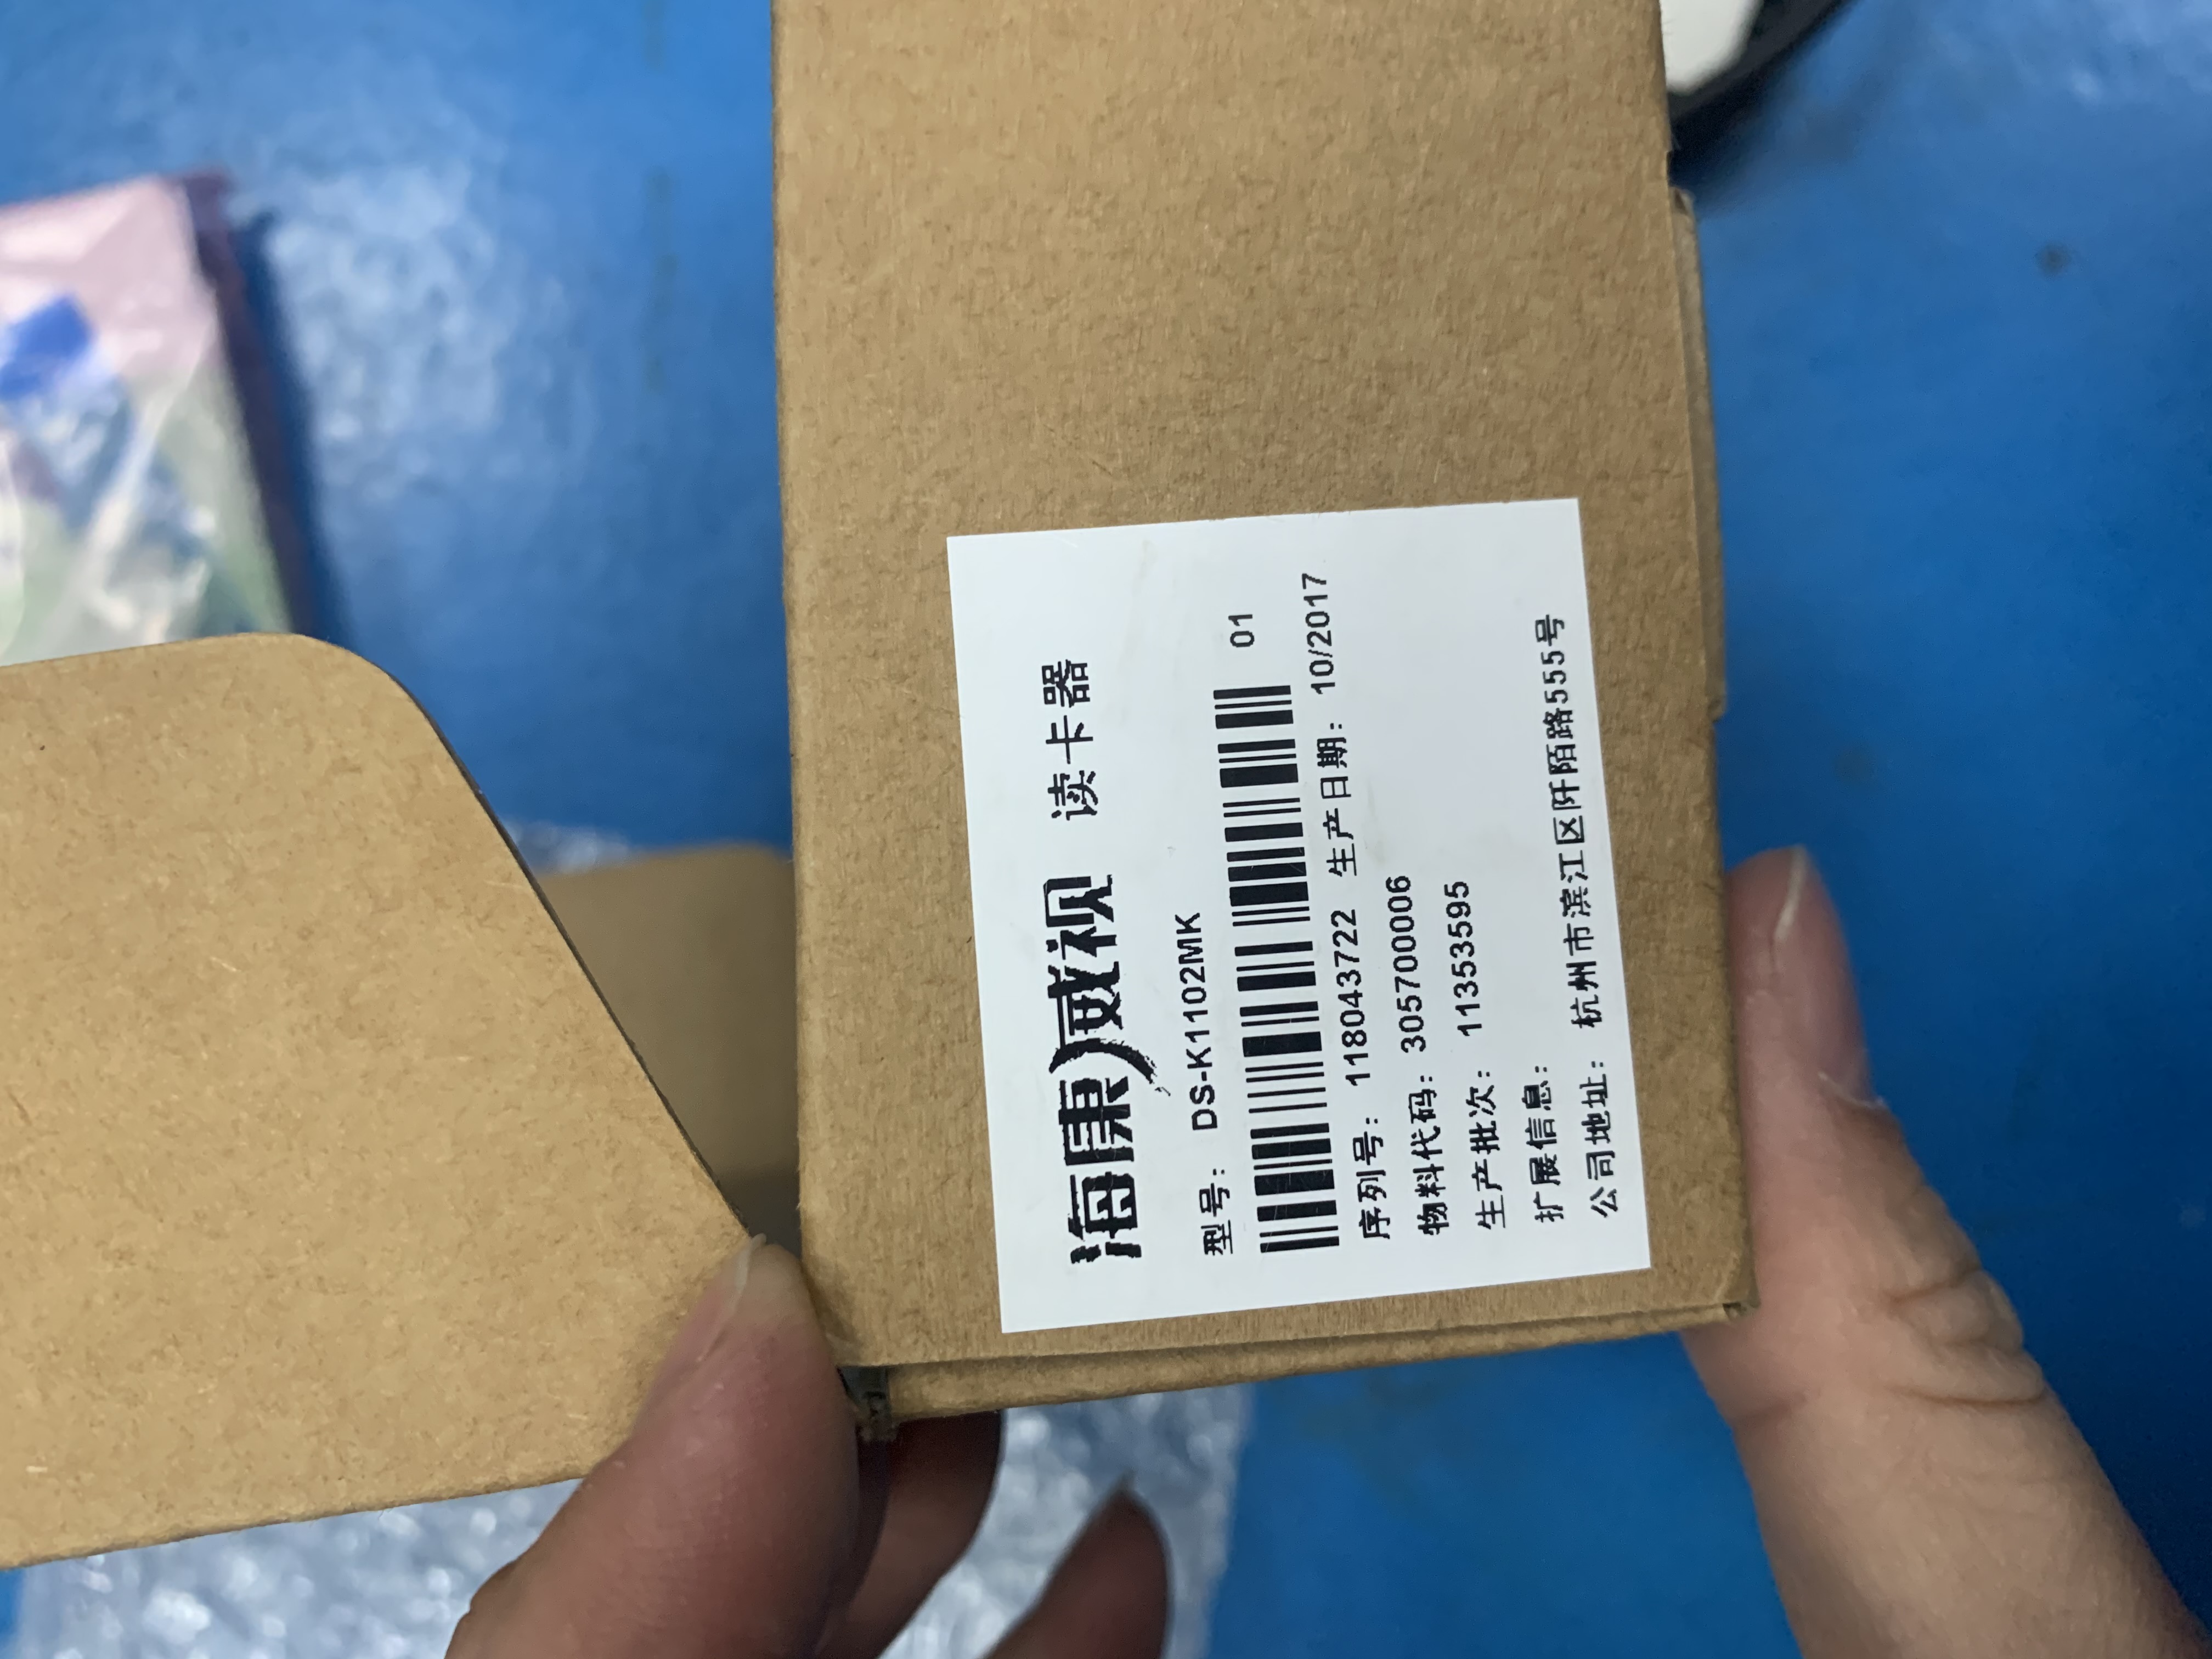 海康威视 读卡器
型号： DS-K1102MK
01
序列号： 118043722 生产日期： 10/2017
物料代码： 305700006
生产批次： 11353595
扩展信息：
公司地址： 杭州市滨江区阡陌路555号